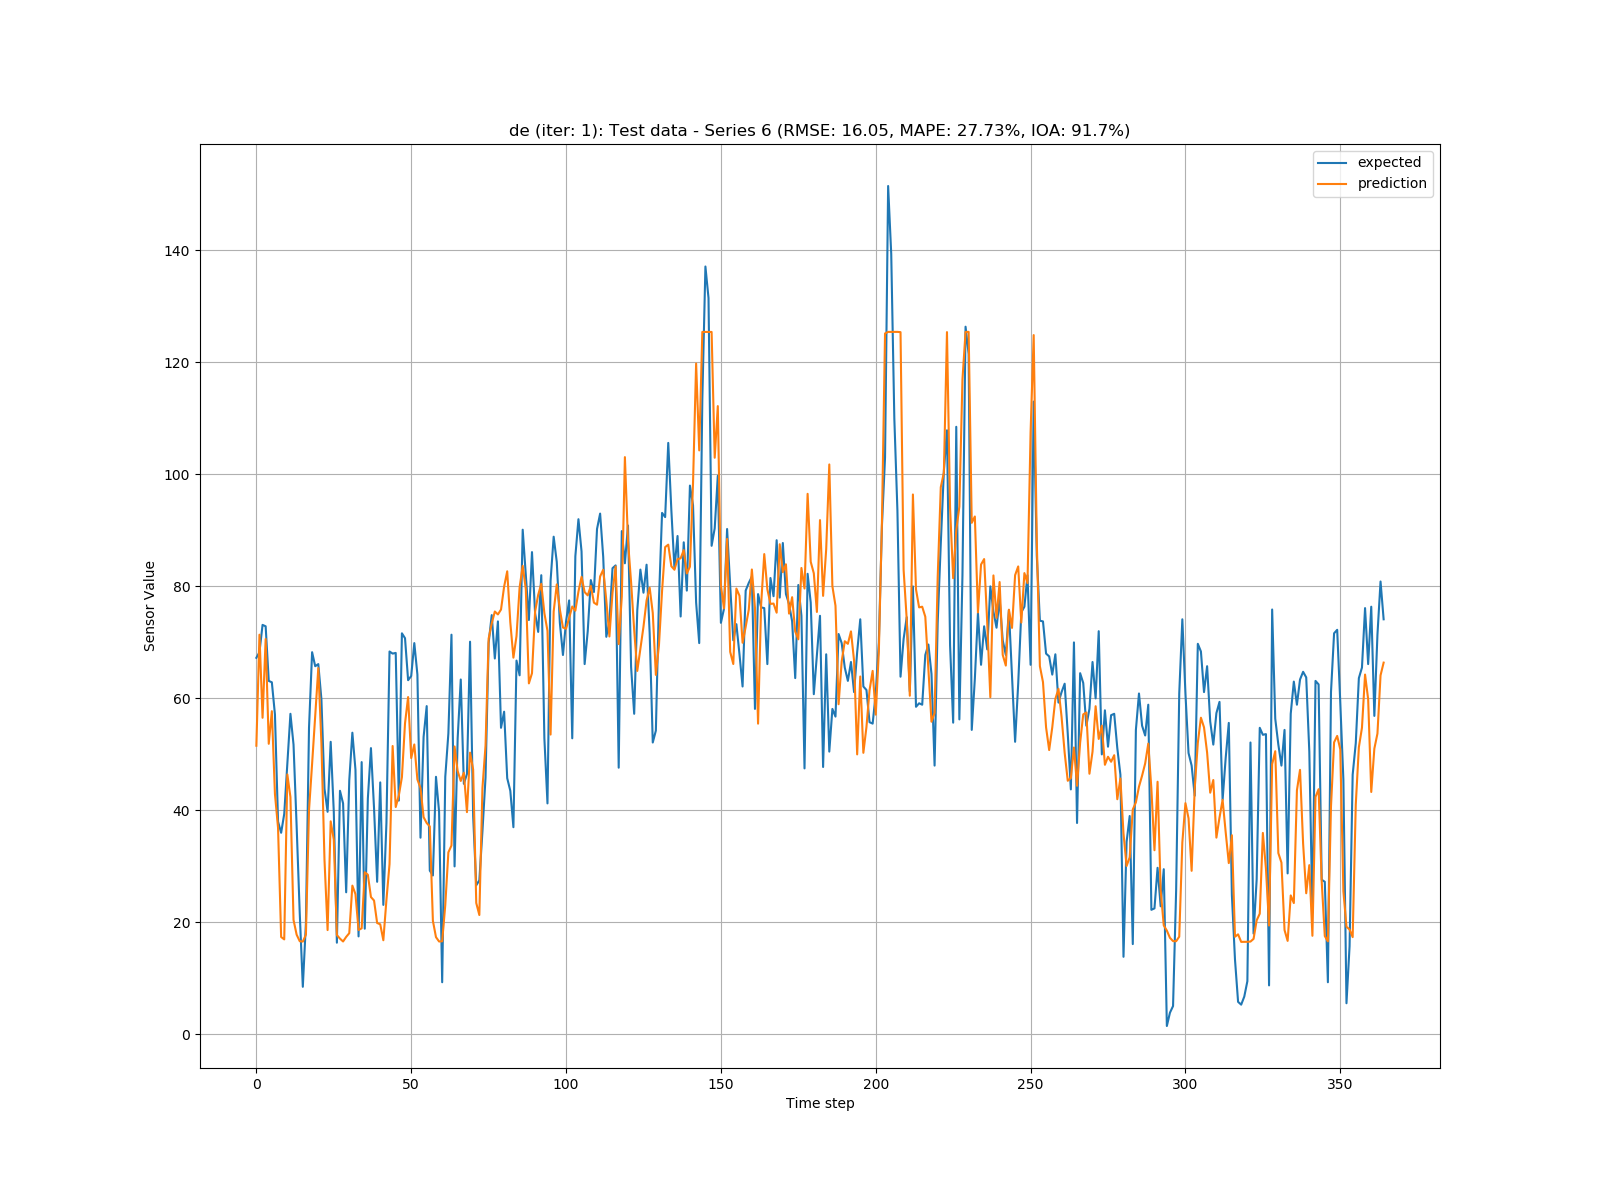 de (iter: 1): Test data - Series 6 (RMSE: 16.05, MAPE: 27.73%, IOA: 91.7%)
expected
prediction
140
120
100
80
60
40
20
0
Sensor Value
0 50 100 150 200 250 300 350
Time step